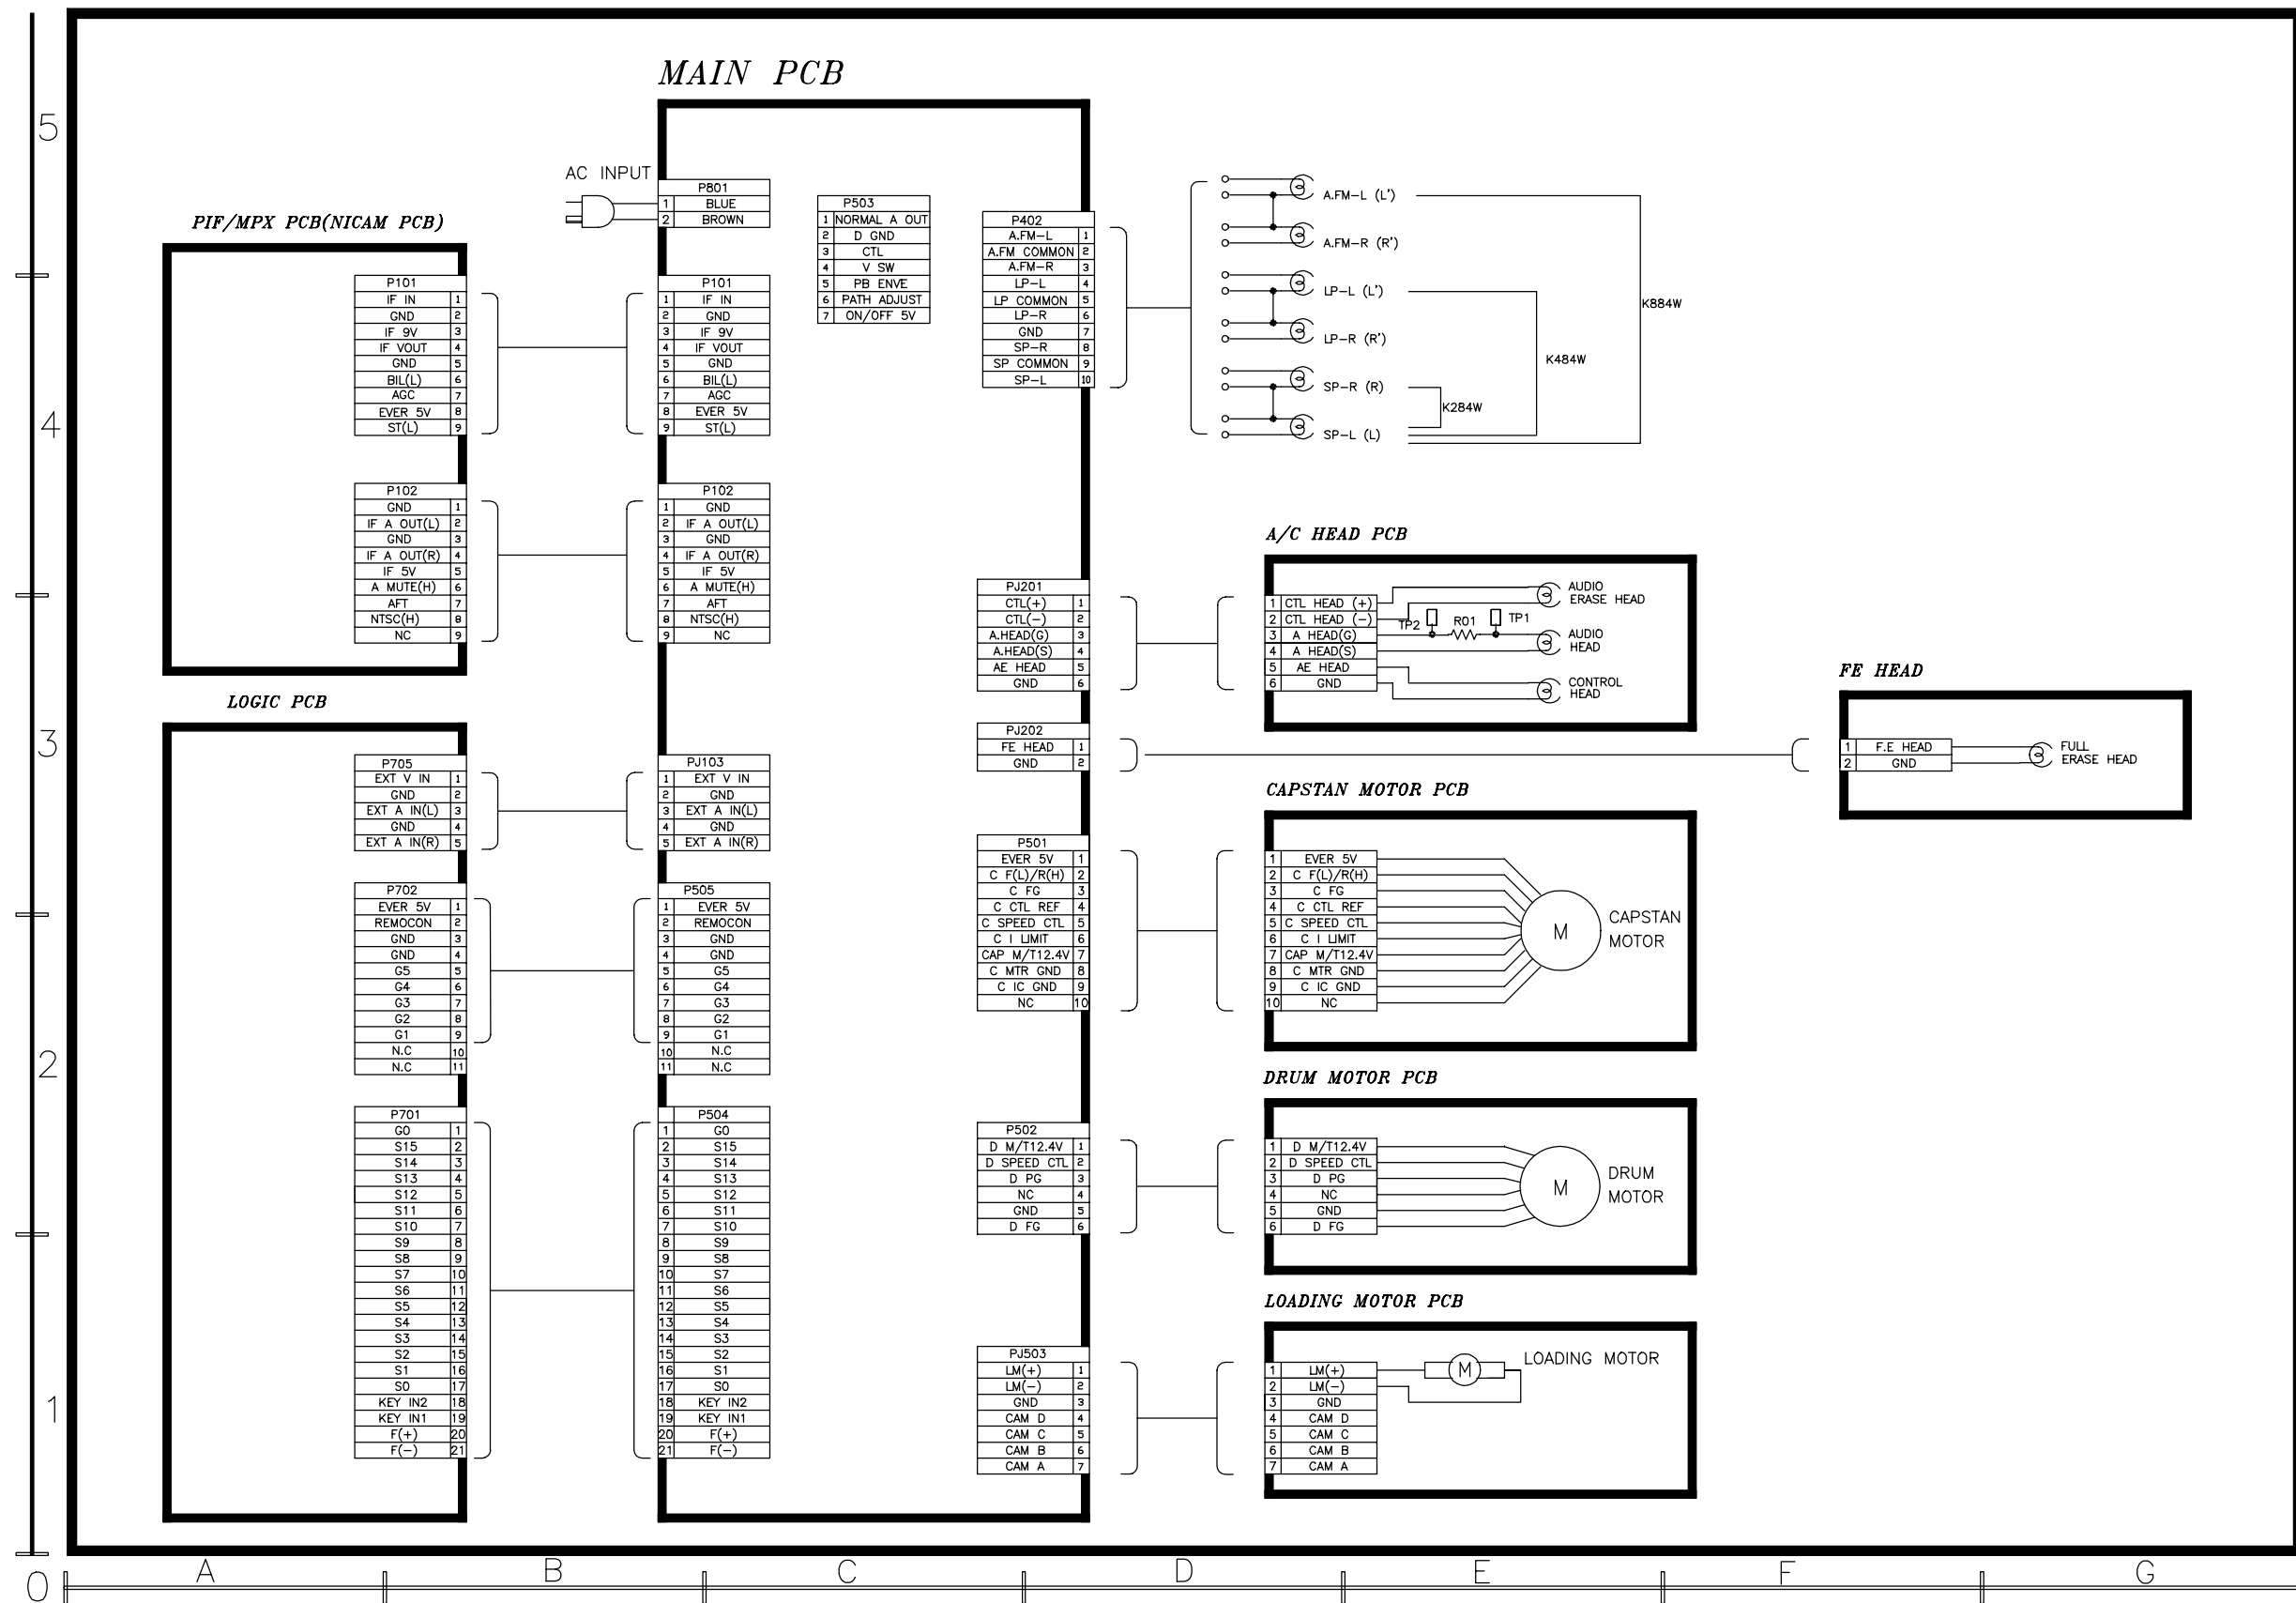 MAIN PCB
5
AC INPUT
P801
1 BLUE
2 BROWN
P503
1 NORMAL A OUT
2 D GND
3 CTL
4 V SW
5 PB ENVE
6 PATH ADJUST
7 ON/OFF 5V
P402
A.FM-L 1
A.FM COMMON 2
A.FM-R 3
LP-L 4
LP COMMON 5
LP-R 6
GND 7
SP-R 8
SP COMMON 9
SP-L 10
A.FM-L (L')
A.FM-R (R')
LP-L (L')
LP-R (R')
SP-R (R)
SP-L (L)
K884W
K484W
K284W
PIF/MPX PCB(NICAM PCB)
P101
IF IN 1
GND 2
IF 9V 3
IF VOUT 4
GND 5
BIL(L) 6
AGC 7
EVER 5V 8
ST(L) 9
P101
1 IF IN
2 GND
3 IF 9V
4 IF VOUT
5 GND
6 BIL(L)
7 AGC
8 EVER 5V
9 ST(L)
4
P102
GND 1
IF A OUT(L) 2
GND 3
IF A OUT(R) 4
IF 5V 5
A MUTE(H) 6
AFT 7
NTSC(H) 8
NC 9
P102
1 GND
2 IF A OUT(L)
3 GND
4 IF A OUT(R)
5 IF 5V
6 A MUTE(H)
7 AFT
8 NTSC(H)
9 NC
A/C HEAD PCB
PJ201
CTL(+) 1
CTL(-) 2
A.HEAD(G) 3
A.HEAD(S) 4
AE HEAD 5
GND 6
1 CTL HEAD (+)
2 CTL HEAD (-)
3 A HEAD(G)
4 A HEAD(S)
5 AE HEAD
6 GND
TP2
R01
TP1
AUDIO
ERASE HEAD
AUDIO
HEAD
CONTROL
HEAD
FE HEAD
PJ202
FE HEAD 1
GND 2
1 F.E HEAD
2 GND
FULL
ERASE HEAD
3
LOGIC PCB
P705
EXT V IN 1
GND 2
EXT A IN(L) 3
GND 4
EXT A IN(R) 5
PJ103
1 EXT V IN
2 GND
3 EXT A IN(L)
4 GND
5 EXT A IN(R)
CAPSTAN MOTOR PCB
P501
EVER 5V 1
C F(L)/R(H) 2
C FG 3
C CTL REF 4
C SPEED CTL 5
C I LIMIT 6
CAP M/T12.4V 7
C MTR GND 8
C IC GND 9
NC 10
1 EVER 5V
2 C F(L)/R(H)
3 C FG
4 C CTL REF
5 C SPEED CTL
6 C I LIMIT
7 CAP M/T12.4V
8 C MTR GND
9 C IC GND
10 NC
M
CAPSTAN
MOTOR
P702
EVER 5V 1
REMOCON 2
GND 3
GND 4
G5 5
G4 6
G3 7
G2 8
G1 9
N.C 10
N.C 11
P505
1 EVER 5V
2 REMOCON
3 GND
4 GND
5 G5
6 G4
7 G3
8 G2
9 G1
10 N.C
11 N.C
2
DRUM MOTOR PCB
P502
D M/T12.4V 1
D SPEED CTL 2
D PG 3
NC 4
GND 5
D FG 6
1 D M/T12.4V
2 D SPEED CTL
3 D PG
4 NC
5 GND
6 D FG
M
DRUM
MOTOR
P701
G0 1
S15 2
S14 3
S13 4
S12 5
S11 6
S10 7
S9 8
S8 9
S7 10
S6 11
S5 12
S4 13
S3 14
S2 15
S1 16
S0 17
KEY IN2 18
KEY IN1 19
F(+) 20
F(-) 21
P504
1 G0
2 S15
3 S14
4 S13
5 S12
6 S11
7 S10
8 S9
9 S8
10 S7
11 S6
12 S5
13 S4
14 S3
15 S2
16 S1
17 S0
18 KEY IN2
19 KEY IN1
20 F(+)
21 F(-)
LOADING MOTOR PCB
PJ503
LM(+) 1
LM(-) 2
GND 3
CAM D 4
CAM C 5
CAM B 6
CAM A 7
1 LM(+)
2 LM(-)
3 GND
4 CAM D
5 CAM C
6 CAM B
7 CAM A
M
LOADING MOTOR
1
0 A B C D E F G